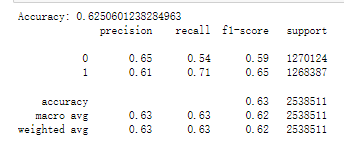 Accuracy: 0.6250601238284963
precision recall f1-score support
0 0.65 0.54 0.59 1270124
1 0.61 0.71 0.65 1268387
accuracy 0.63 2538511
macro avg 0.63 0.63 0.62 2538511
weighted avg 0.63 0.63 0.62 2538511